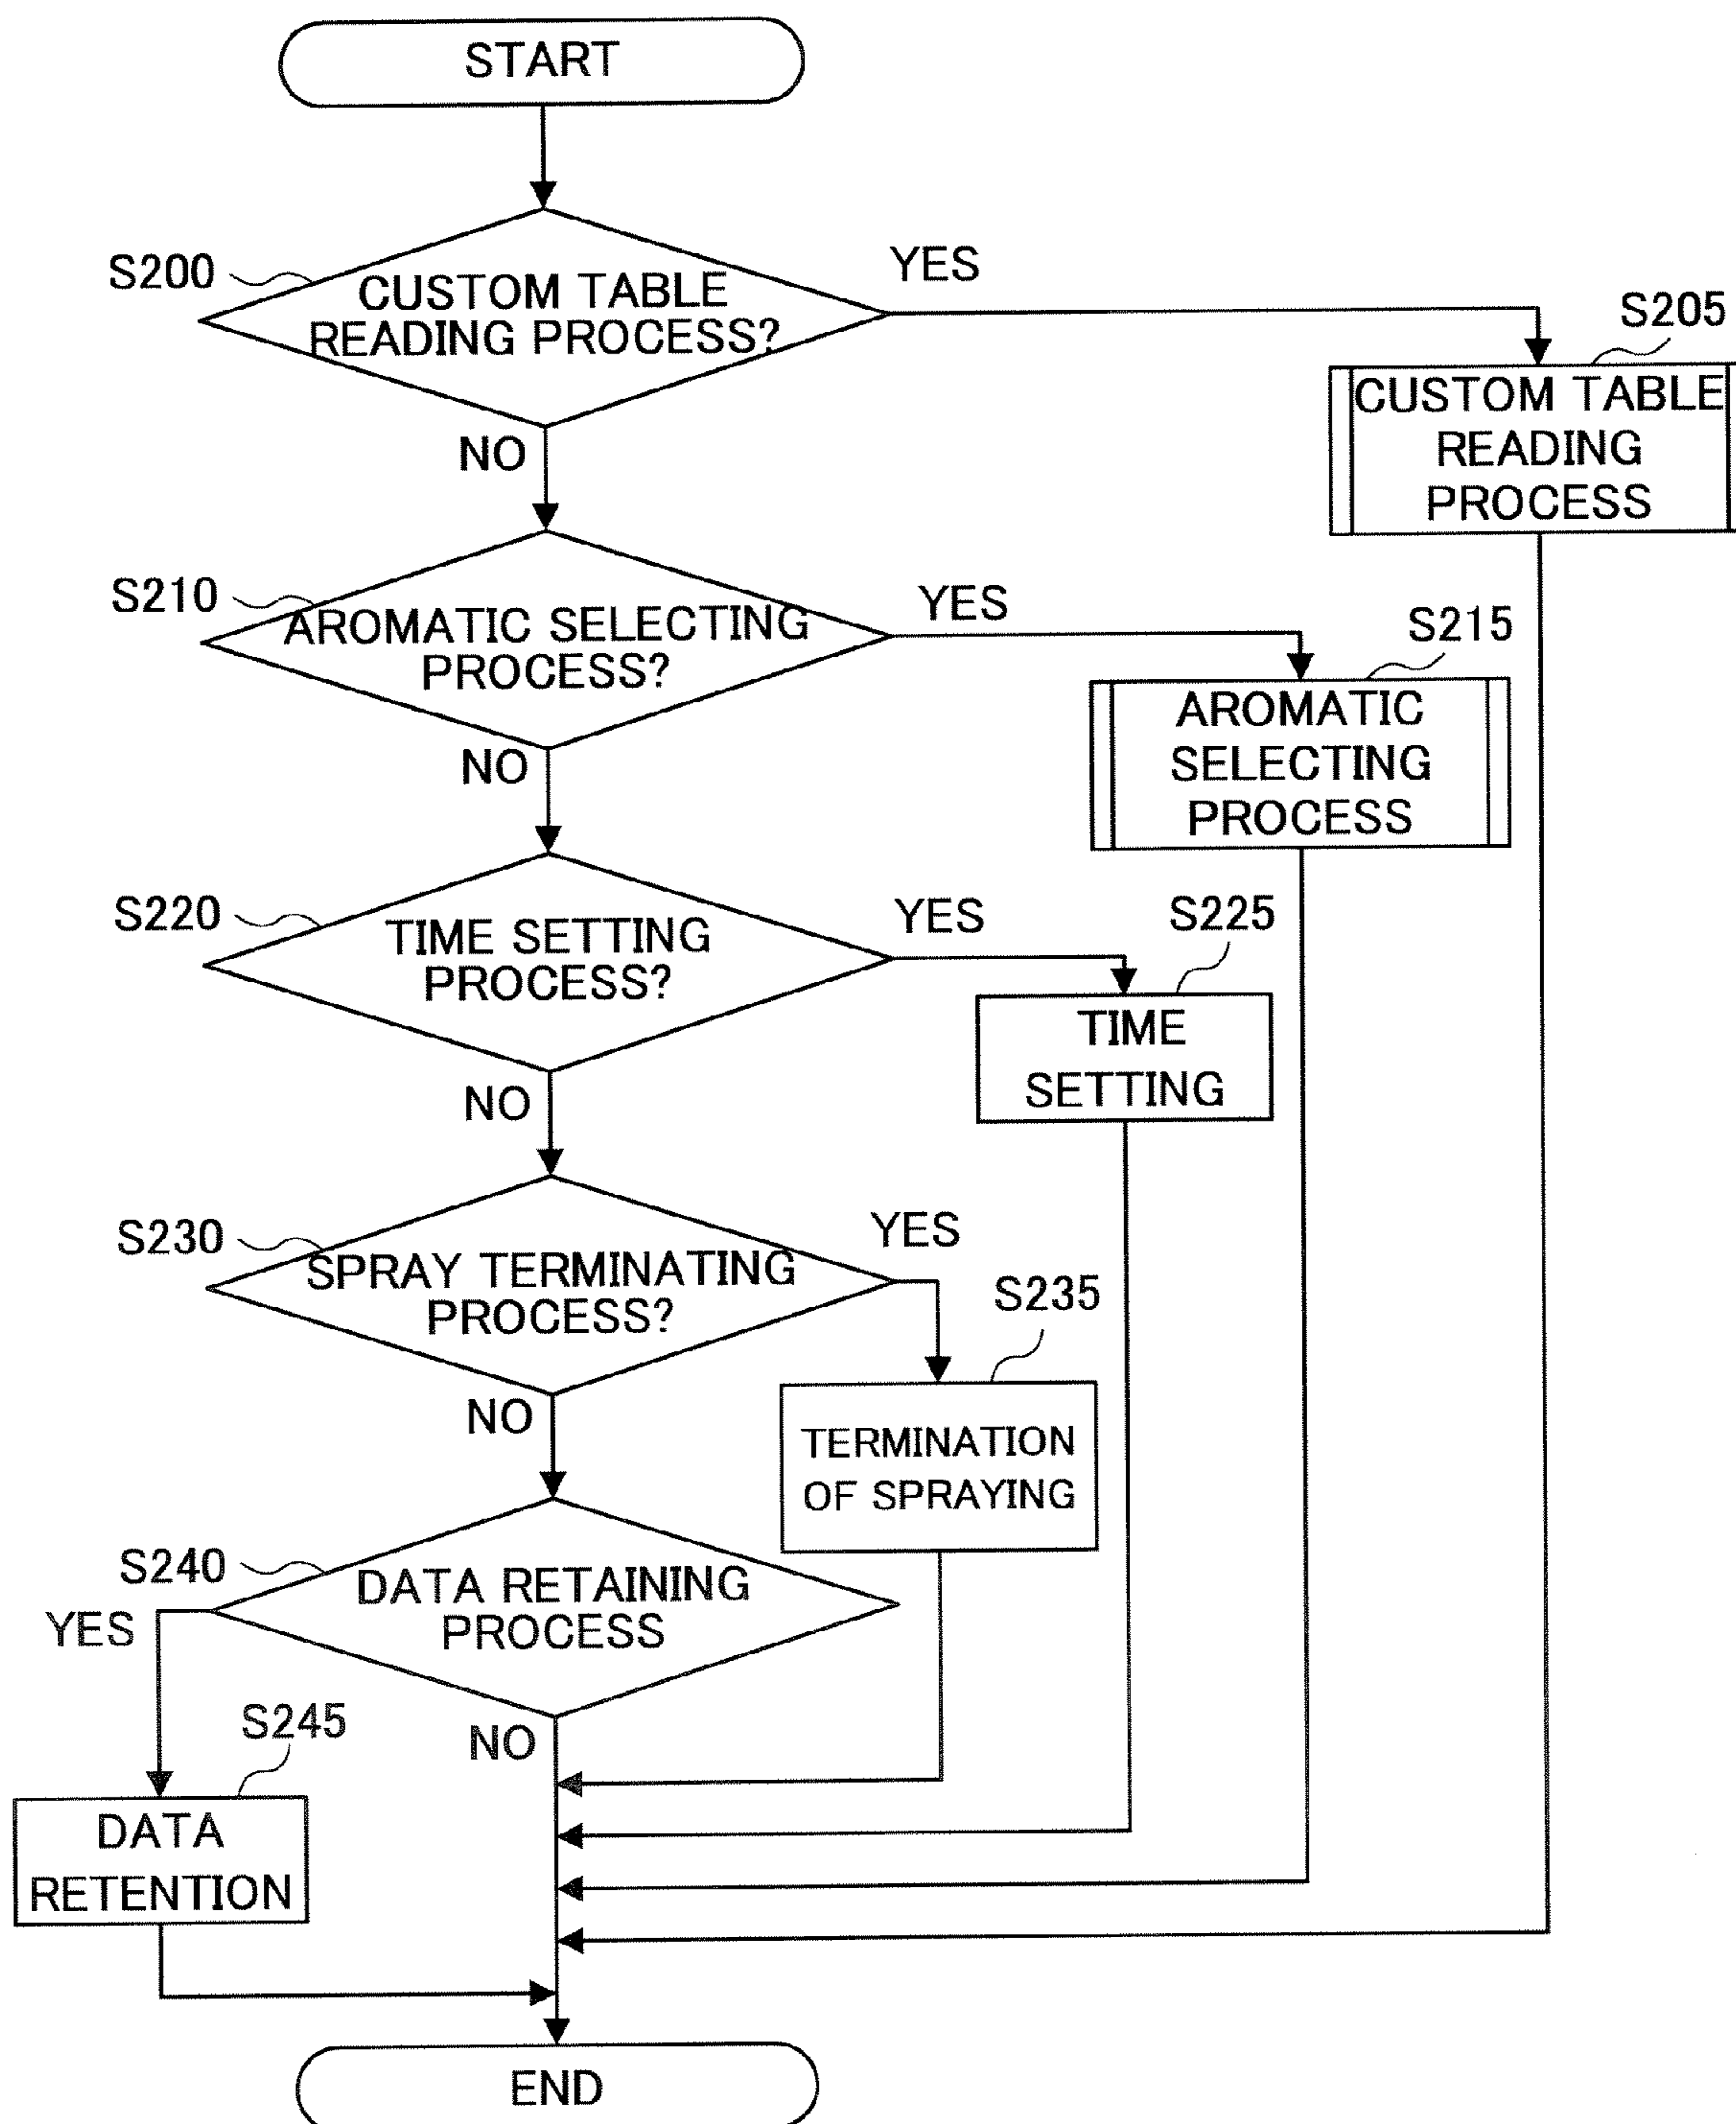 START
S200
CUSTOM TABLE
READING PROCESS?
YES
S205
CUSTOM TABLE
READING
PROCESS
NO
S210
AROMATIC SELECTING
PROCESS?
YES
S215
AROMATIC
SELECTING
PROCESS
NO
S220
TIME SETTING
PROCESS?
YES
S225
TIME
SETTING
NO
S230
SPRAY TERMINATING
PROCESS?
YES
S235
TERMINATION
OF SPRAYING
NO
S240
DATA RETAINING
PROCESS
YES
S245
DATA
RETENTION
NO
END